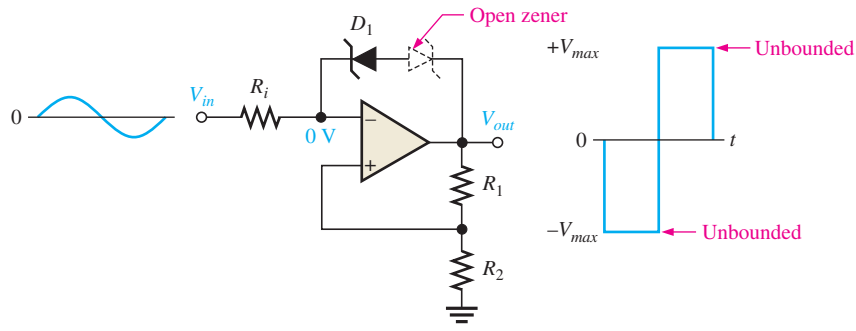 Open zener
D1
+Vmax
Unbounded
Vin
Ri
0
0 V
−
+
Vout
0
t
R1
−Vmax
Unbounded
R2